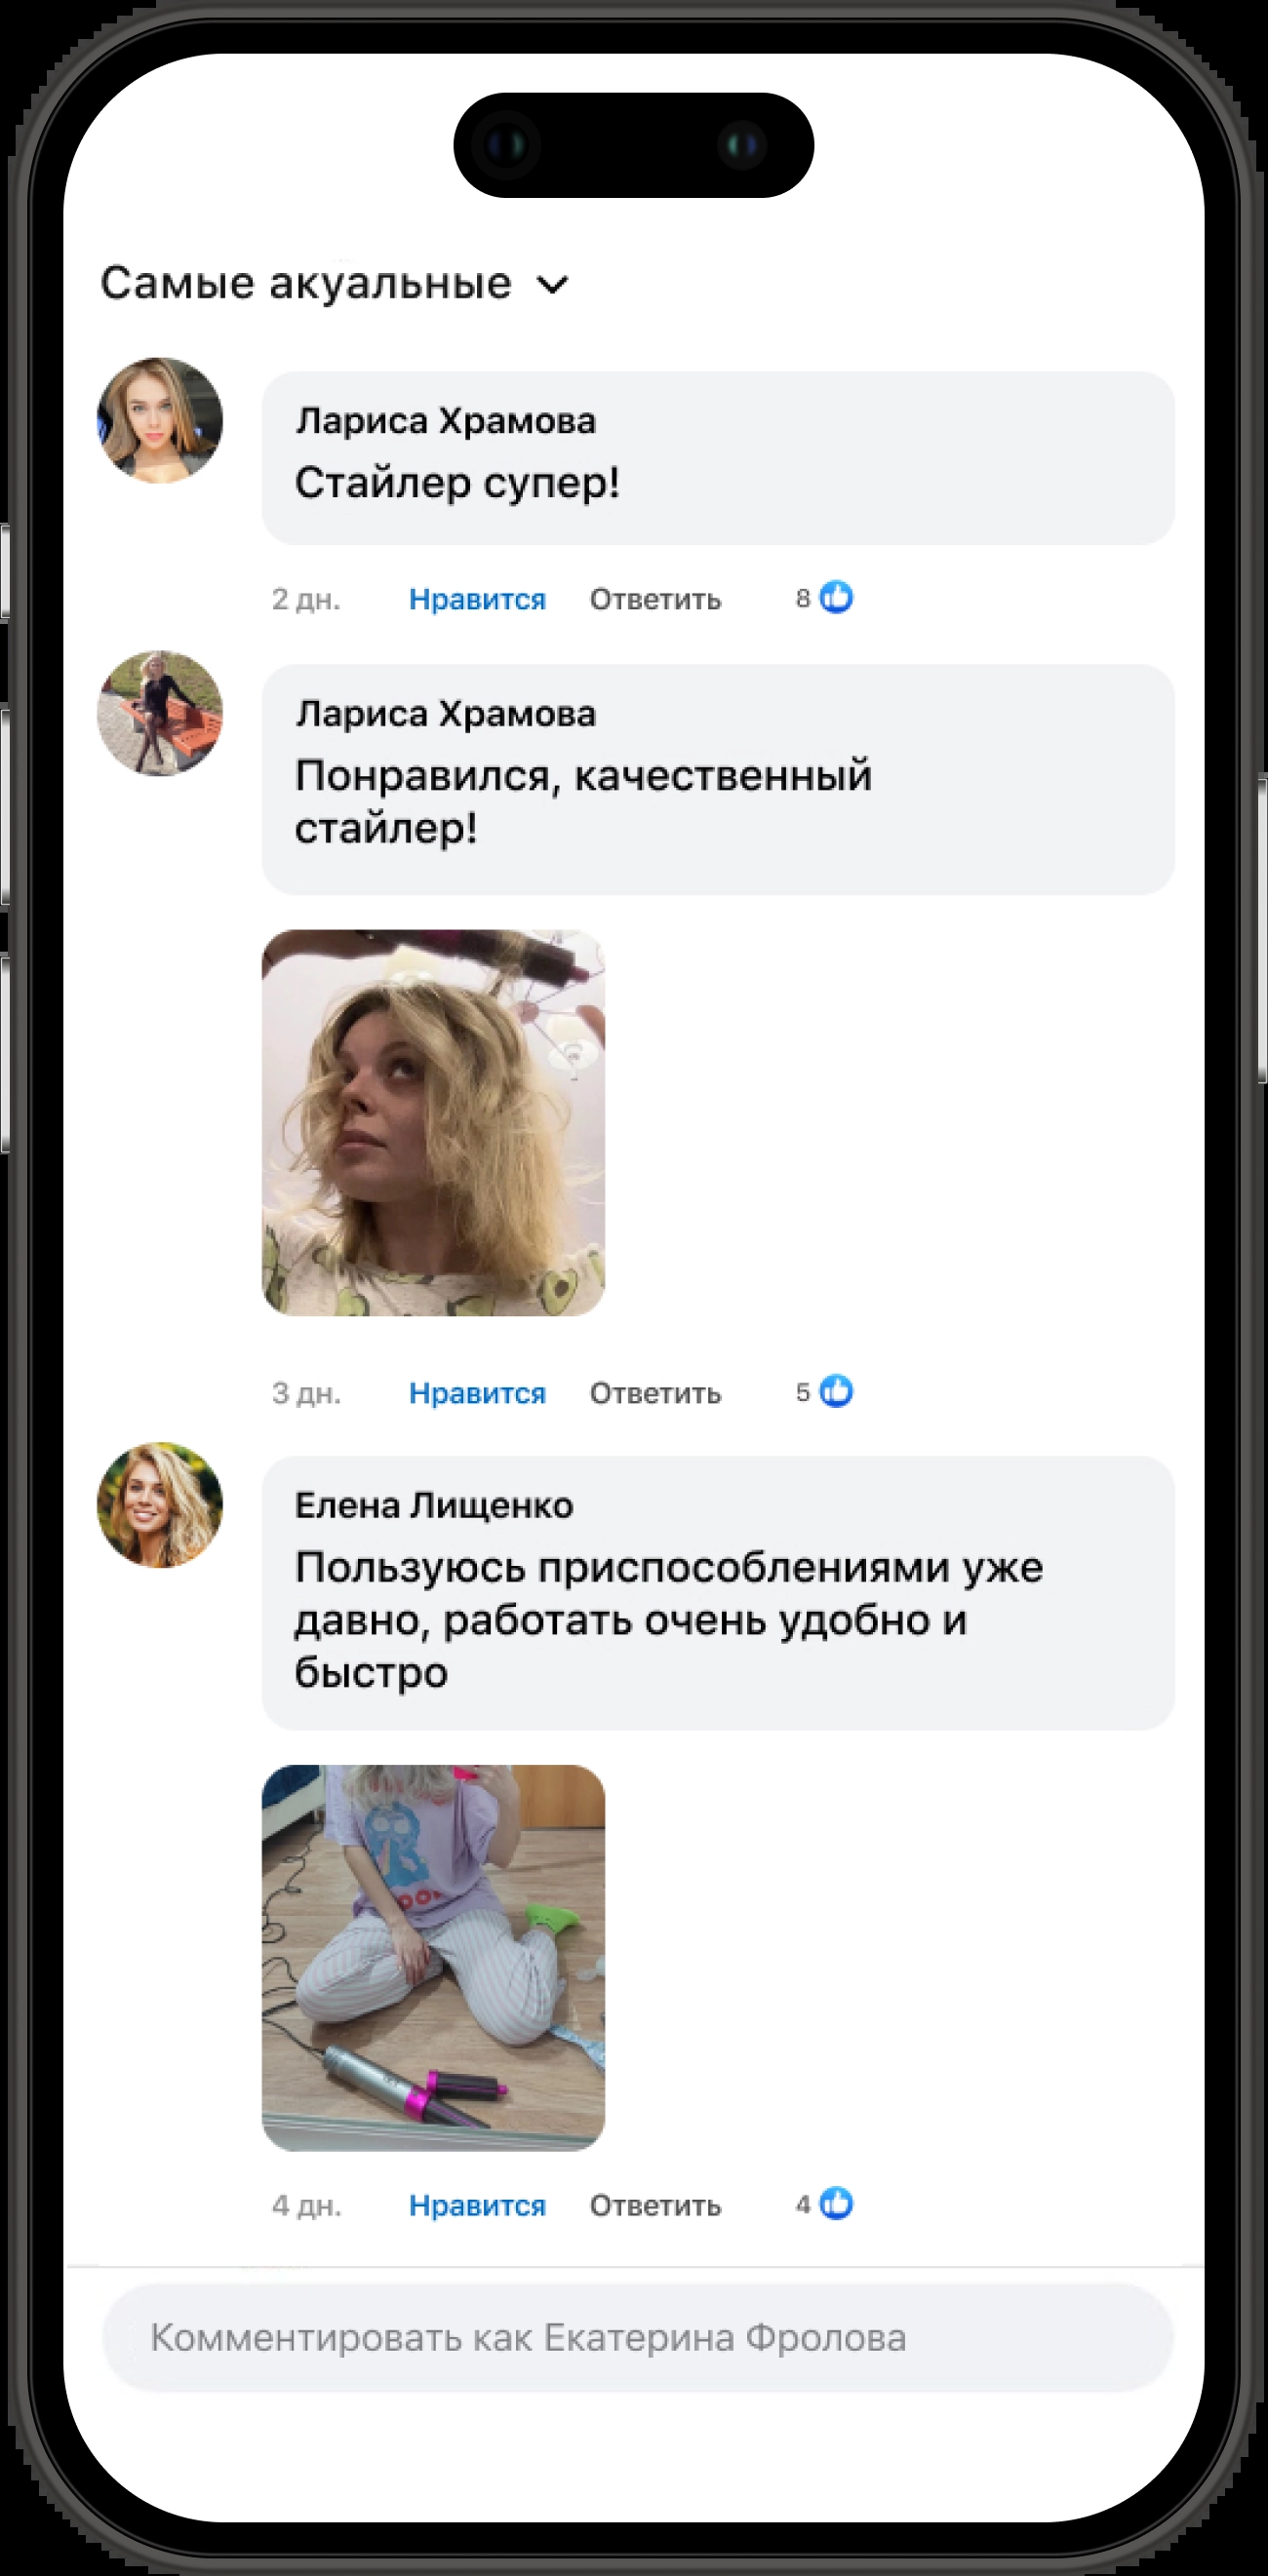 Самые акуальные
Лариса Храмова
Стайлер супер!
2 дн. Нравится Ответить 8
Лариса Храмова
Понравился, качественный
стайлер!
3 дн. Нравится Ответить 5
Елена Лищенко
Пользуюсь приспособлениями уже
давно, работать очень удобно и
быстро
4 дн. Нравится Ответить 4
Комментировать как Екатерина Фролова